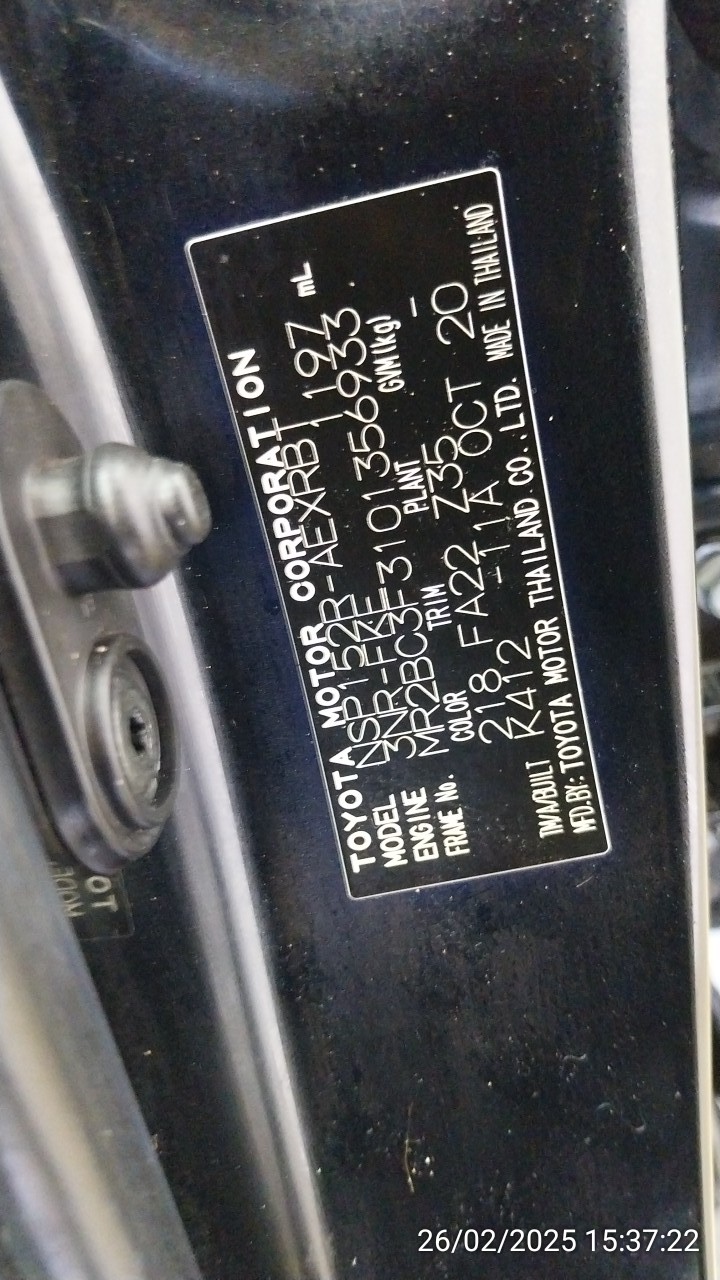 TOYOTA MOTOR CORPORATION
MODEL NSP152R-AEXRBT 1197 mL
ENGINE 3NR-FKE
FRAME No. MR2BC3F3101356933
COLOR TRIM PLANT GVM(kg)
218 FA22 Z35 -
TMA/BUILT K412 -11A OCT 20
MFD.BY: TOYOTA MOTOR THAILAND CO.,LTD. MADE IN THAILAND
MODE
OT
26/02/2025 15:37:22